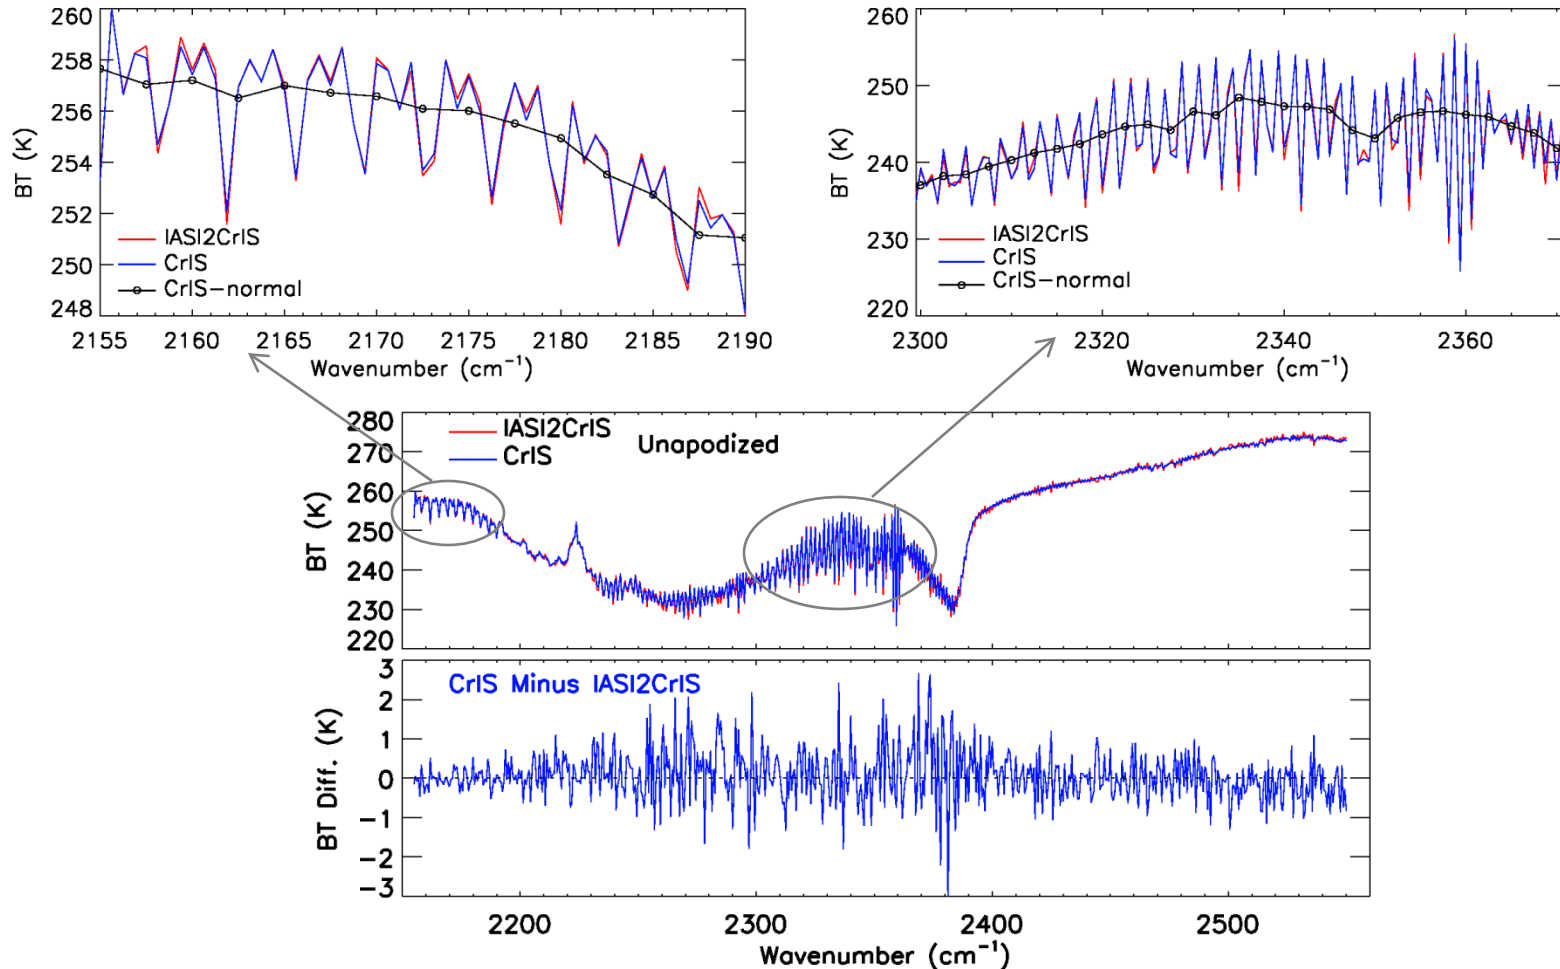 260
258
256
254
252
250
248
BT (K)
IASI2CrIS
CrIS
CrIS−normal
2155 2160 2165 2170 2175 2180 2185 2190
Wavenumber (cm−1)
260
250
240
230
220
BT (K)
IASI2CrIS
CrIS
CrIS−normal
2300 2320 2340 2360
Wavenumber (cm−1)
280
270
260
250
240
230
220
BT (K)
IASI2CrIS
CrIS
Unapodized
3
2
1
0
−1
−2
−3
BT Diff. (K)
CrIS Minus IASI2CrIS
2200 2300 2400 2500
Wavenumber (cm−1)